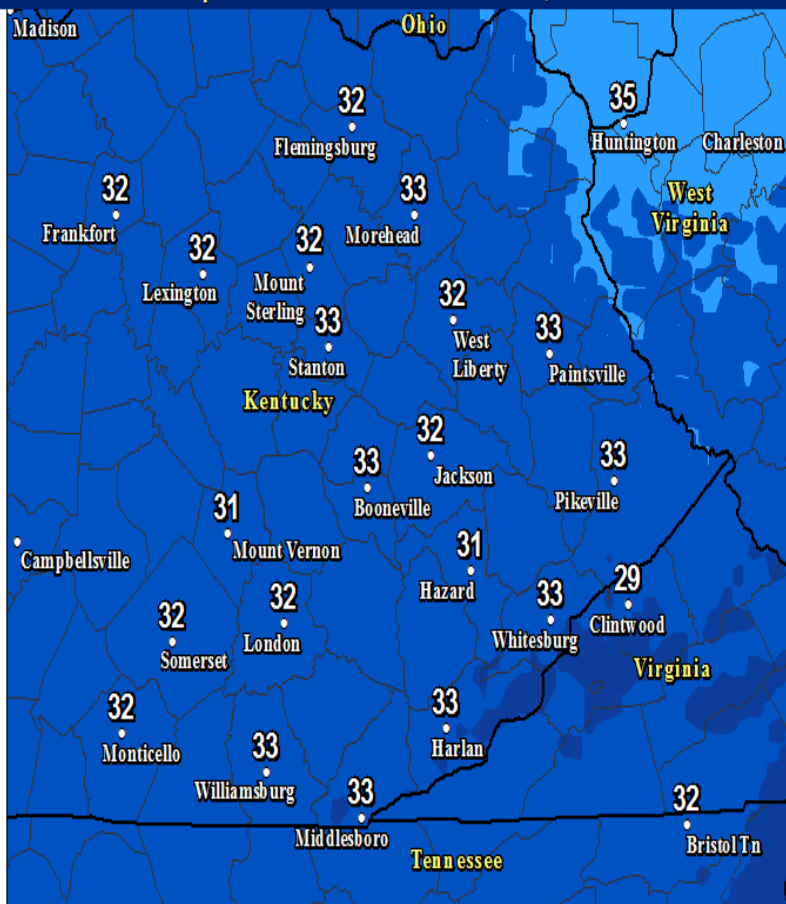 Madison
Ohio
32
Flemingsburg
35
Huntington
Charleston
West
Virginia
32
Frankfort
33
Morehead
32
Lexington
32
Mount
Sterling
33
Stanton
32
West
Liberty
33
Paintsville
Kentucky
32
Jackson
33
Booneville
33
Pikeville
31
Mount Vernon
Campbellsville
31
Hazard
29
Clintwood
33
Whitesburg
32
Somerset
32
London
Virginia
32
Monticello
33
Harlan
33
Williamsburg
33
Middlesboro
32
Bristol Tn
Tennessee